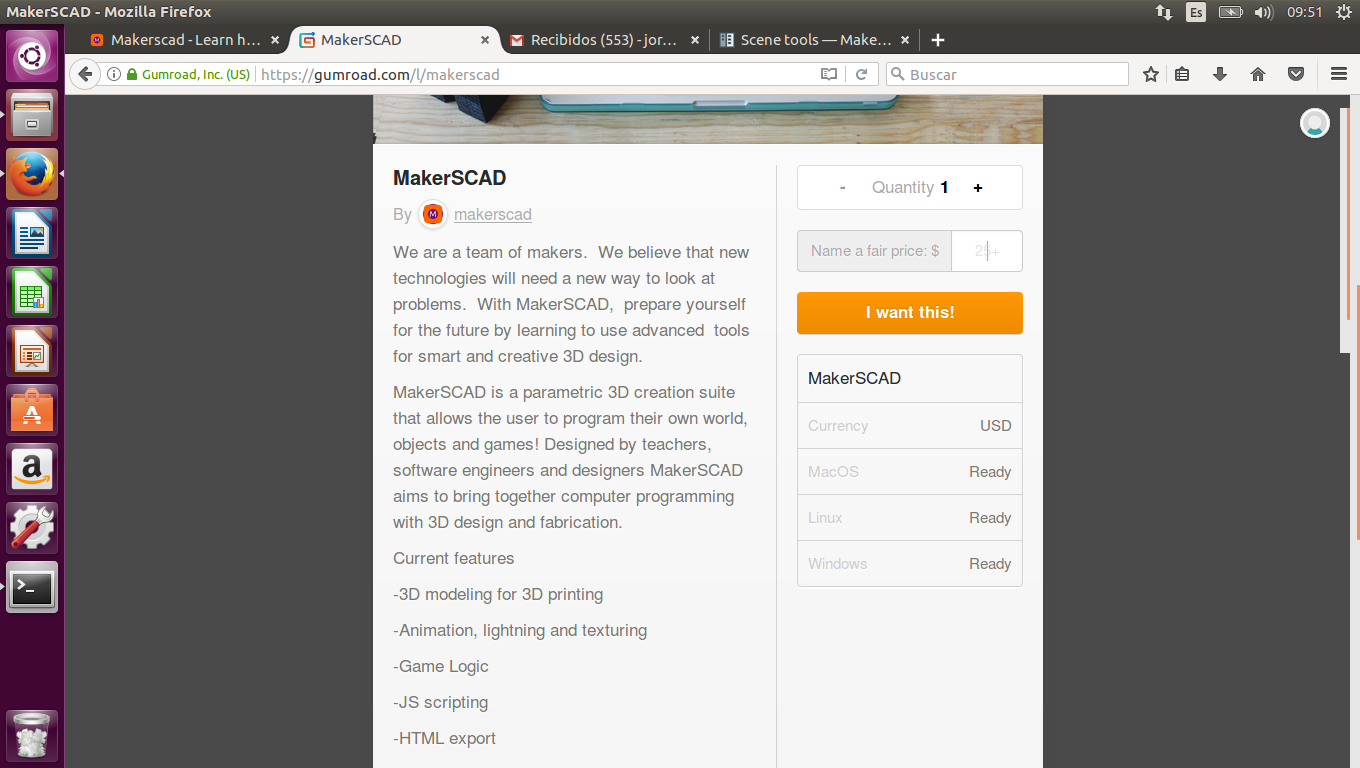 MakerSCAD - Mozilla Firefox
Es
09:51
Makerscad - Learn h...
MakerSCAD
Recibidos (553) - jor...
Scene tools — Make...
Gumroad, Inc. (US)
https://gumroad.com/l/makerscad
Buscar
MakerSCAD
By M makerscad
We are a team of makers.  We believe that new
technologies will need a new way to look at
problems.  With MakerSCAD,  prepare yourself
for the future by learning to use advanced  tools
for smart and creative 3D design.
MakerSCAD is a parametric 3D creation suite
that allows the user to program their own world,
objects and games! Designed by teachers,
software engineers and designers MakerSCAD
aims to bring together computer programming
with 3D design and fabrication.
Current features
-3D modeling for 3D printing
-Animation, lightning and texturing
-Game Logic
-JS scripting
-HTML export
- Quantity 1 +
Name a fair price: $ 25+
I want this!
MakerSCAD
Currency USD
MacOS Ready
Linux Ready
Windows Ready